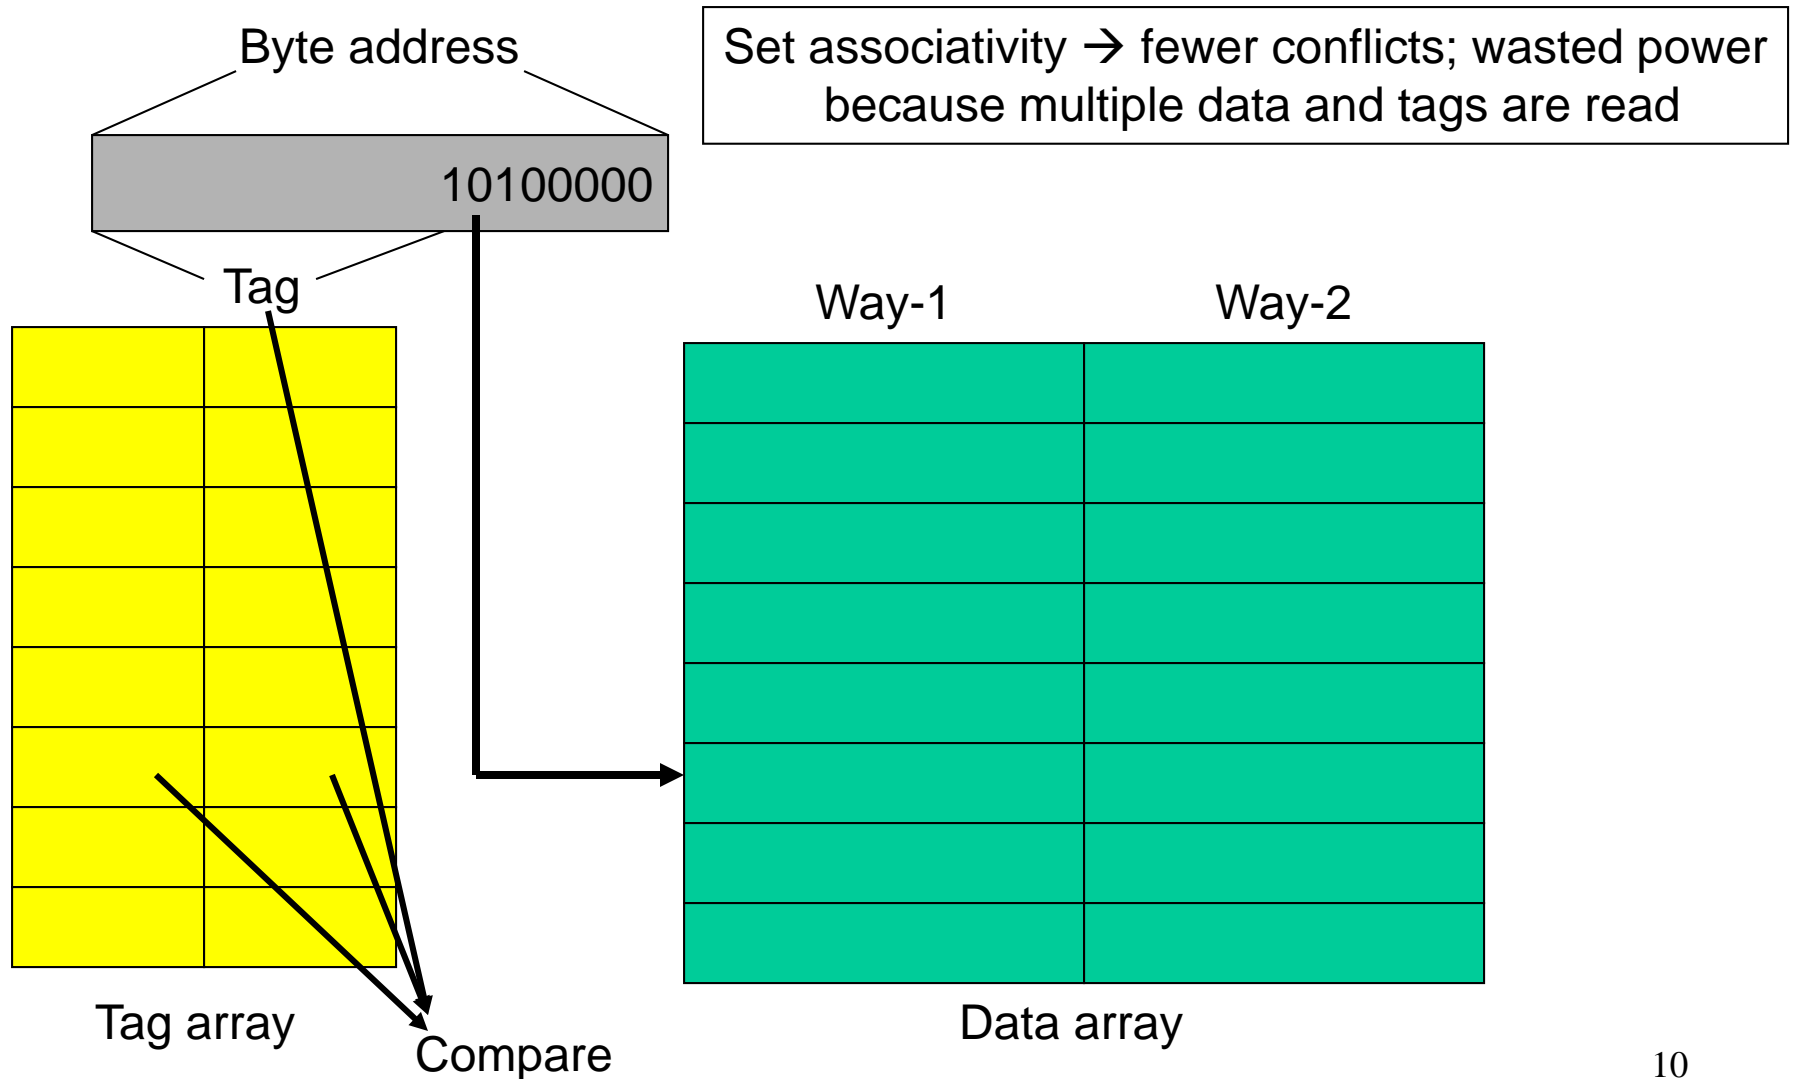 Byte address
Set associativity → fewer conflicts; wasted power
because multiple data and tags are read
10100000
Tag
Way-1
Way-2
Tag array
Data array
Compare
10